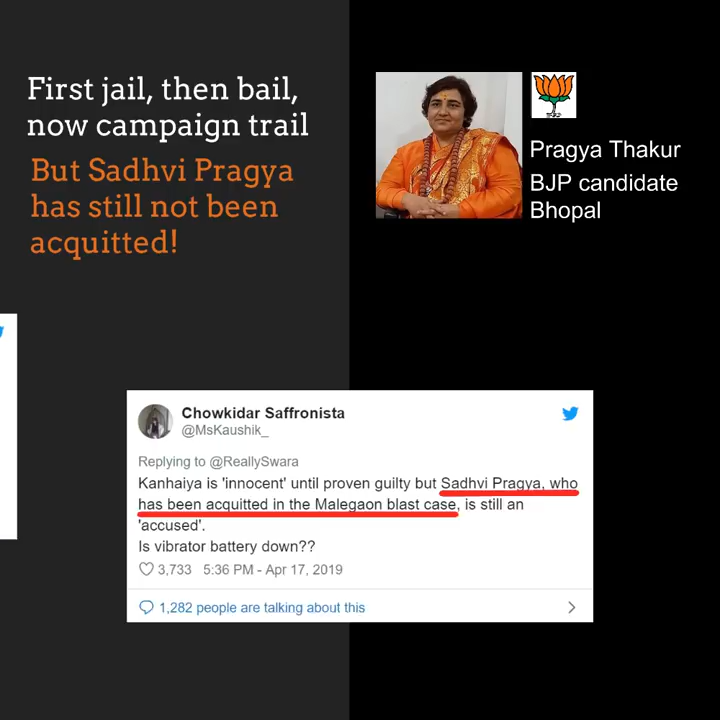 First jail, then bail,
now campaign trail
But Sadhvi Pragya
has still not been
acquitted!
Pragya Thakur
BJP candidate
Bhopal
Chowkidar Saffronista
@MsKaushik_
Replying to @ReallySwara
Kanhaiya is 'innocent' until proven guilty but Sadhvi Pragya, who
has been acquitted in the Malegaon blast case, is still an
'accused'.
Is vibrator battery down??
3,733 5:36 PM - Apr 17, 2019
1,282 people are talking about this